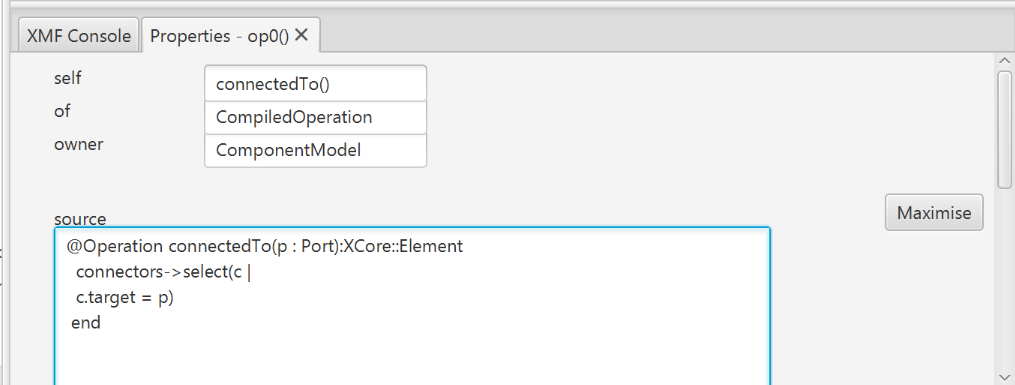 XMF Console
Properties - op0() ✕
self connectedTo()
of CompiledOperation
owner ComponentModel
source
Maximise
@Operation connectedTo(p : Port):XCore::Element
connectors->select(c |
c.target = p)
end